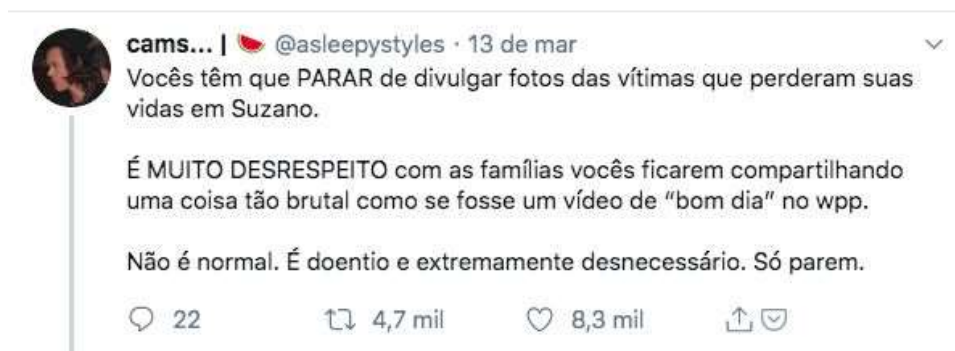 cams... | 🍉 @asleepystyles · 13 de mar
Vocês têm que PARAR de divulgar fotos das vítimas que perderam suas
vidas em Suzano.
É MUITO DESRESPEITO com as famílias vocês ficarem compartilhando
uma coisa tão brutal como se fosse um vídeo de “bom dia” no wpp.
Não é normal. É doentio e extremamente desnecessário. Só parem.
22 4,7 mil 8,3 mil